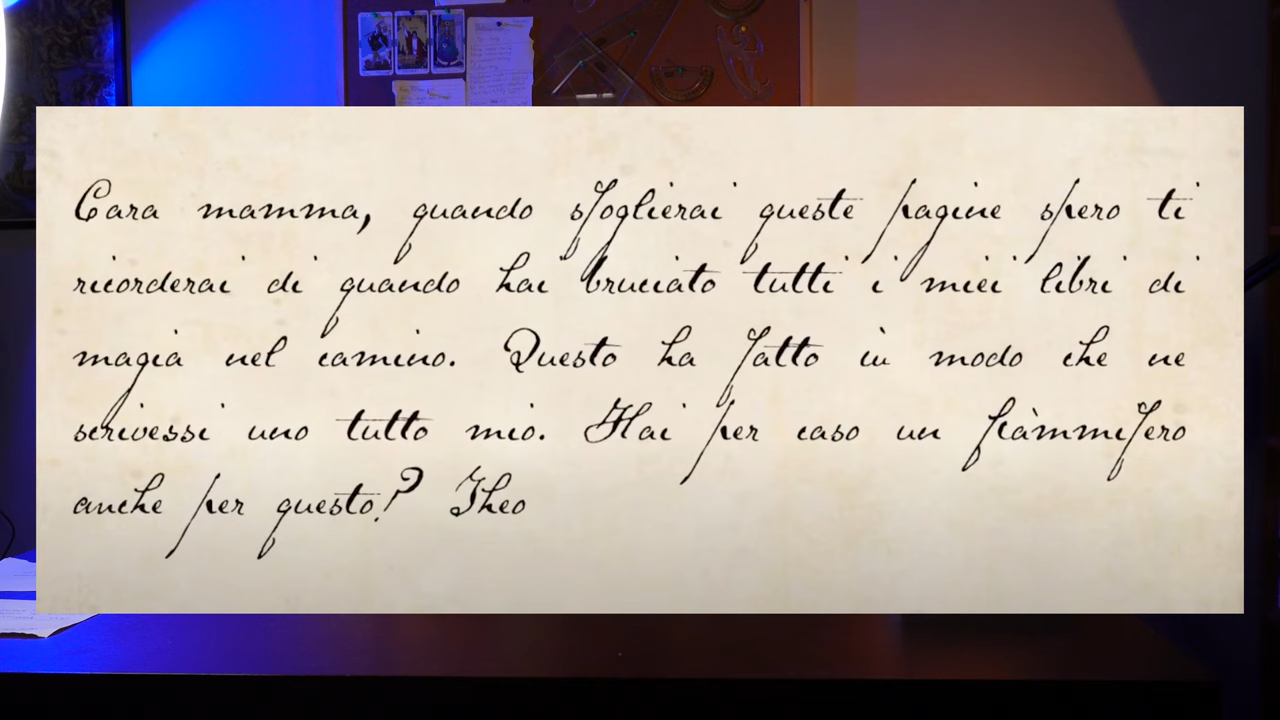 Cara mamma, quando sfoglierai queste pagine spero ti
ricorderai di quando hai bruciato tutti i miei libri di
magia nel camino. Questo ha fatto in modo che ne
scrivessi uno tutto mio. Hai per caso un fiammifero
anche per questo? Theo